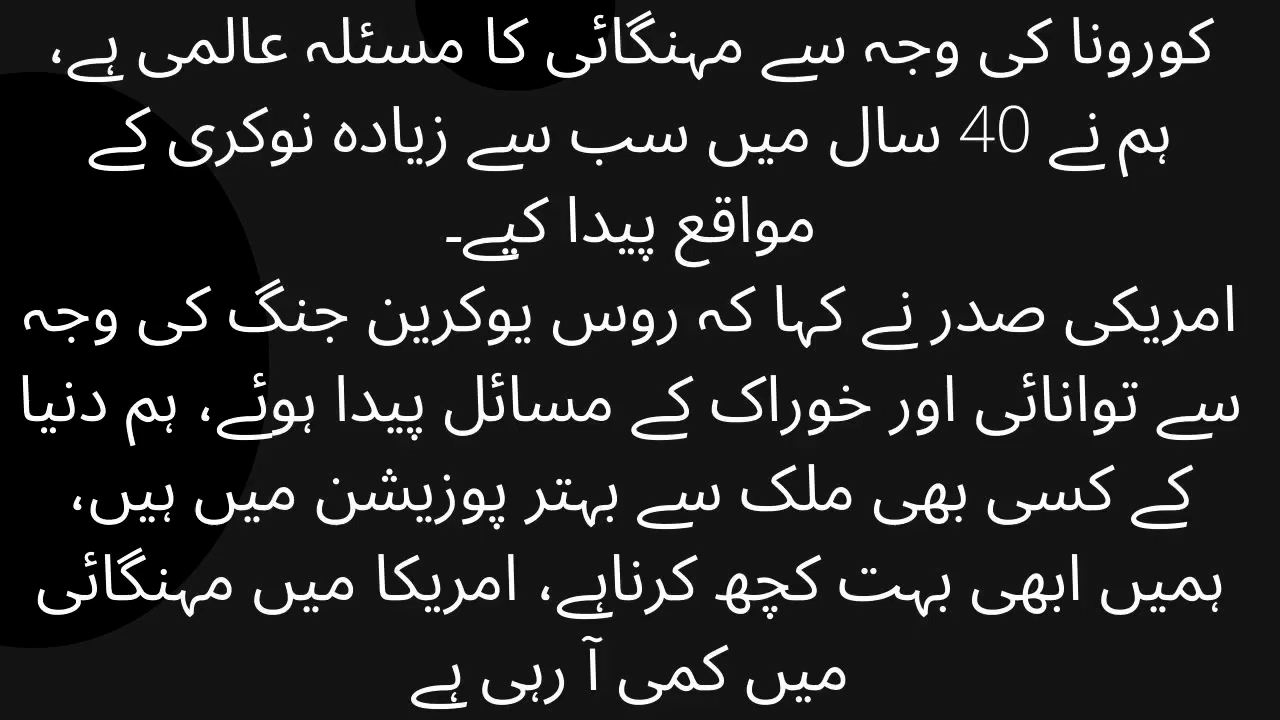 کورونا کی وجہ سے مہنگائی کا مسئلہ عالمی ہے،
ہم نے 40 سال میں سب سے زیادہ نوکری کے
مواقع پیدا کیے۔
امریکی صدر نے کہا کہ روس یوکرین جنگ کی وجہ
سے توانائی اور خوراک کے مسائل پیدا ہوئے، ہم دنیا
کے کسی بھی ملک سے بہتر پوزیشن میں ہیں،
ہمیں ابھی بہت کچھ کرناہے، امریکا میں مہنگائی
میں کمی آ رہی ہے